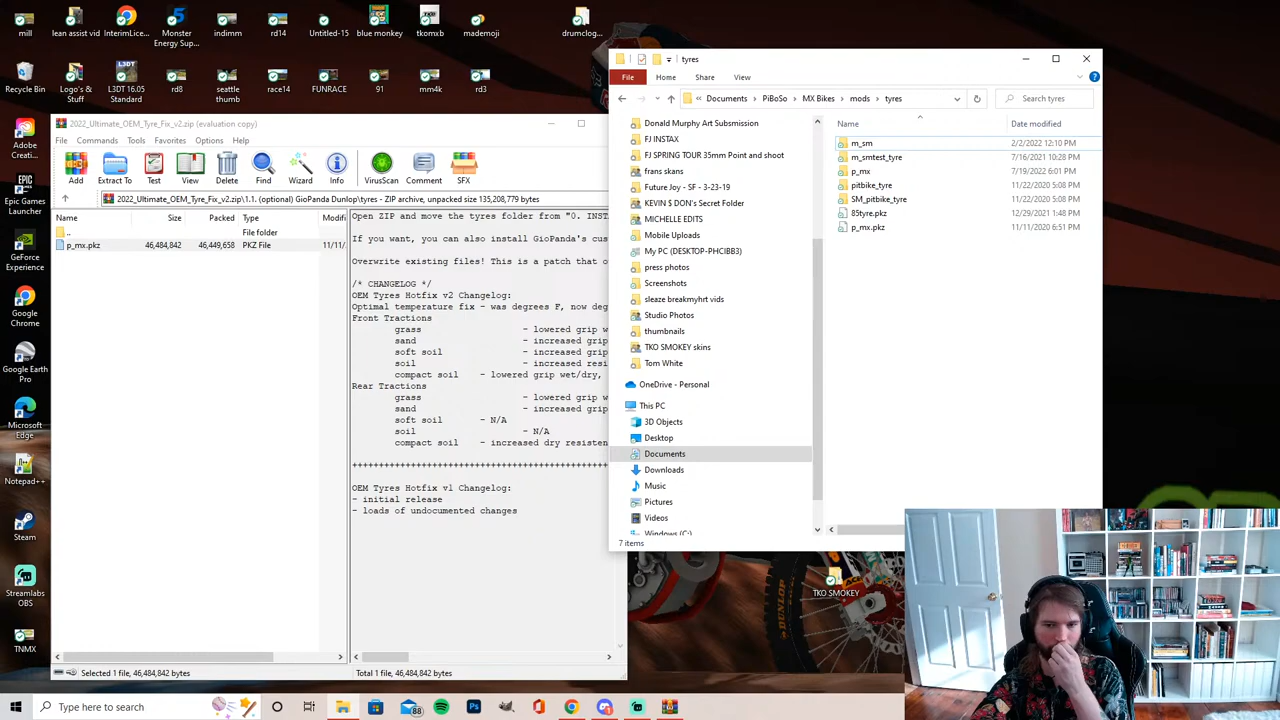 mill
lean assist vid
InterimLice...
Monster Energy Sup...
indimm
rd14
Untitled-15
blue monkey
tkomxb
mademoji
drumclog...
Recycle Bin
Logo's & Stuff
L3DT 16.05 Standard
rd8
seattle thumb
race14
FUNRACE
91
mm4k
rd3
Adobe Creati...
Epic Games Launcher
GeForce Experience
Google Chrome
Google Earth Pro
Microsoft Edge
Notepad++
Steam
Streamlabs OBS
TNMX
2022_Ultimate_OEM_Tyre_Fix_v2.zip (evaluation copy)
File Commands Tools Favorites Options Help
Add Extract To Test View Delete Find Wizard Info VirusScan Comment SFX
2022_Ultimate_OEM_Tyre_Fix_v2.zip\1.1. (optional) GioPanda Dunlop\tyres - ZIP archive, unpacked size 135,208,779 bytes
Name Size Packed Type Modifi
.. File folder
p_mx.pkz 46,484,842 46,449,658 PKZ File 11/11/
Open ZIP and move the tyres folder from "0. INST
If you want, you can also install GioPanda's cus
Overwrite existing files! This is a patch that o
/* CHANGELOG */
OEM Tyres Hotfix v2 Changelog:
Optimal temperature fix - was degrees F, now deg
Front Tractions
grass - lowered grip w
sand - increased grip
soft soil - increased grip
soil - increased resi
compact soil - lowered grip wet/dry,
Rear Tractions
grass - lowered grip w
sand - increased grip
soft soil - N/A
soil - N/A
compact soil - increased dry resisten
++++++++++++++++++++++++++++++++++++++++++++++++
OEM Tyres Hotfix v1 Changelog:
- initial release
- loads of undocumented changes
Selected 1 file, 46,484,842 bytes
Total 1 file, 46,484,842 bytes
tyres
File Home Share View
« Documents > PiBoSo > MX Bikes > mods > tyres
Search tyres
Donald Murphy Art Subsmission
FJ INSTAX
FJ SPRING TOUR 35mm Point and shoot
frans skans
Future Joy - SF - 3-23-19
KEVIN $ DON's Secret Folder
MICHELLE EDITS
Mobile Uploads
My PC (DESKTOP-PHCIBB3)
press photos
Screenshots
sleaze breakmyhrt vids
Studio Photos
thumbnails
TKO SMOKEY skins
Tom White
OneDrive - Personal
This PC
3D Objects
Desktop
Documents
Downloads
Music
Pictures
Videos
Windows (C:)
Name Date modified
m_sm 2/2/2022 12:10 PM
m_smtest_tyre 7/16/2021 10:28 PM
p_mx 7/19/2022 6:01 PM
pitbike_tyre 11/22/2020 5:08 PM
SM_pitbike_tyre 11/22/2020 5:08 PM
85tyre.pkz 12/29/2021 1:48 PM
p_mx.pkz 11/11/2020 6:51 PM
7 items
DUNLOP
TKO SMOKEY
Type here to search
88